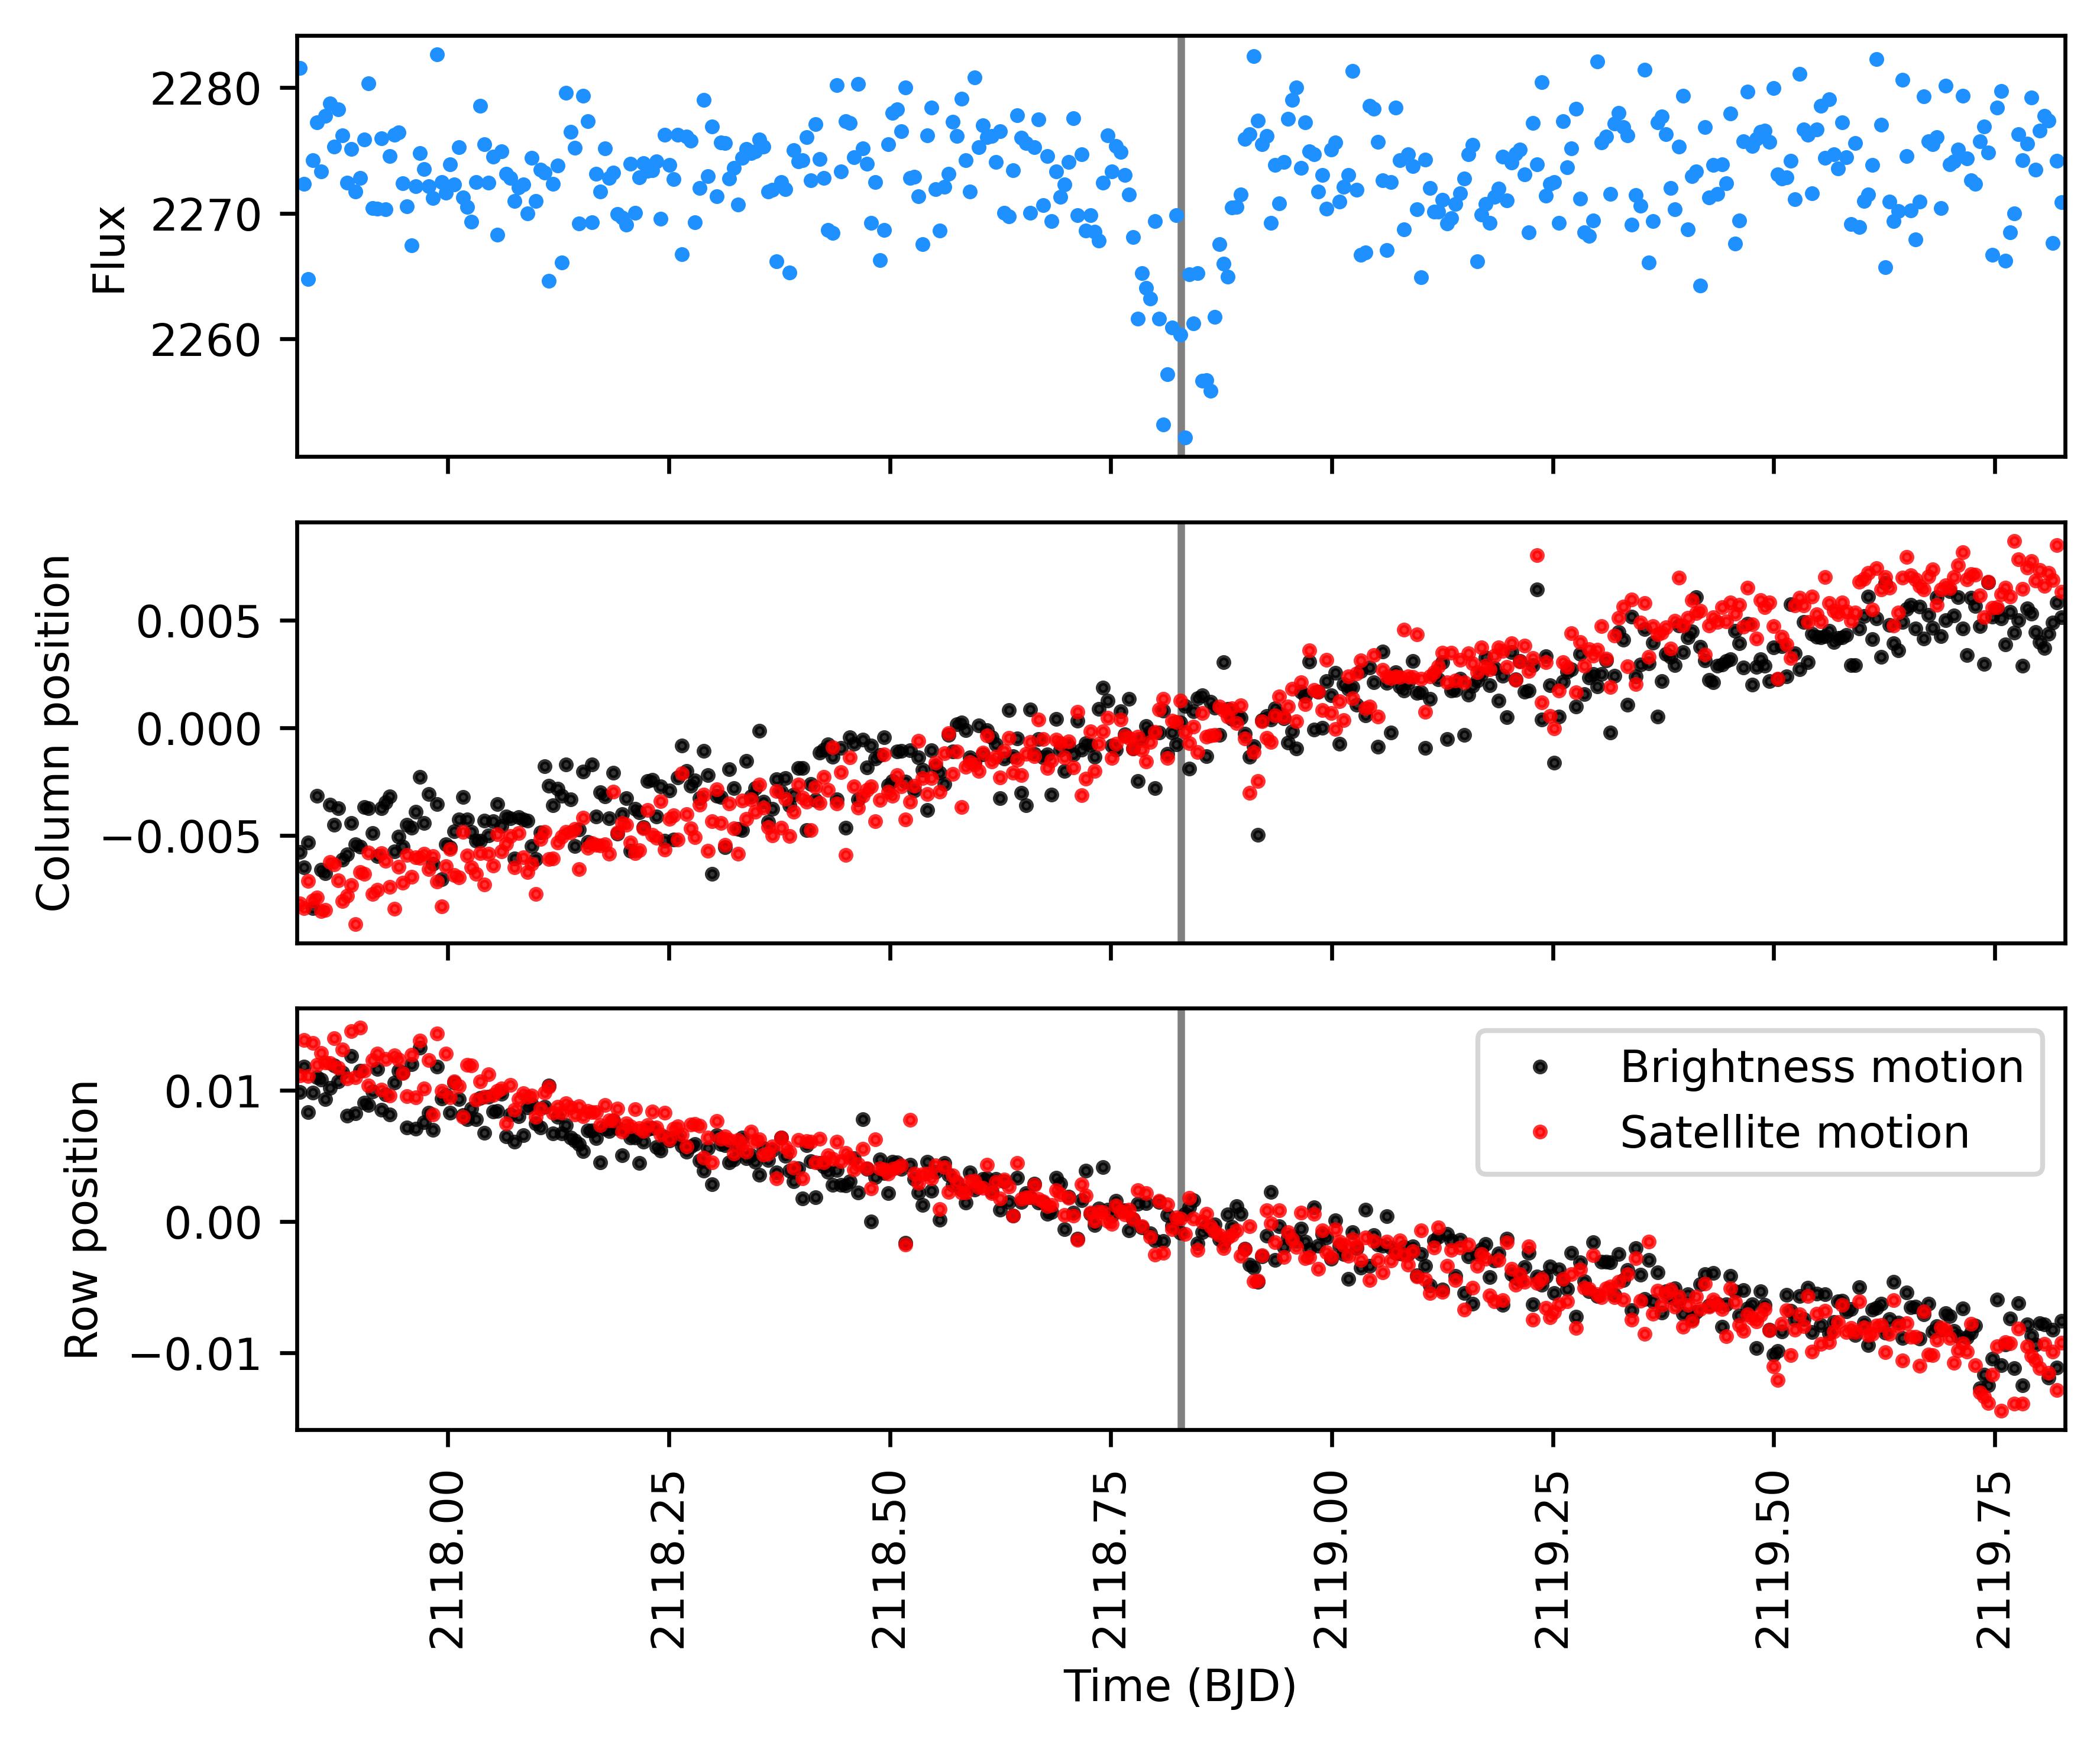 Flux
2280
2270
2260
Column position
0.005
0.000
−0.005
Row position
0.01
0.00
−0.01
Brightness motion
Satellite motion
2118.00
2118.25
2118.50
2118.75
2119.00
2119.25
2119.50
2119.75
Time (BJD)